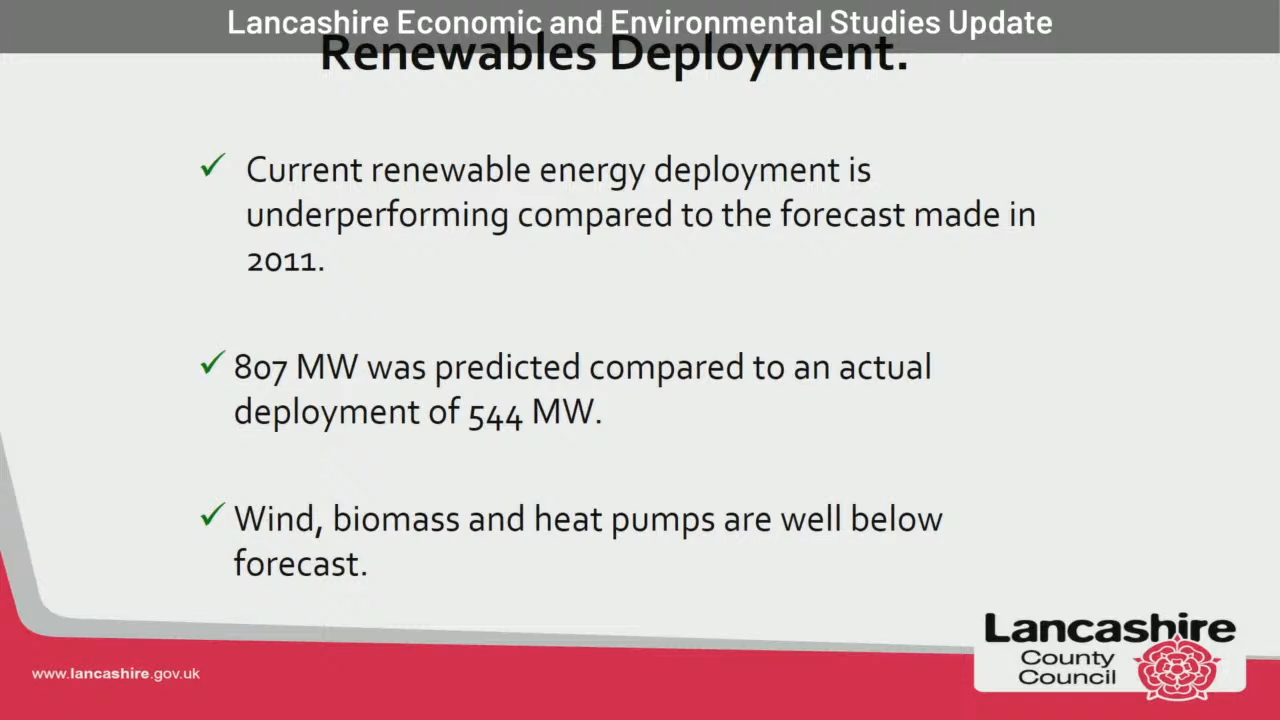 Lancashire Economic and Environmental Studies Update
Renewables Deployment.
✓ Current renewable energy deployment is
underperforming compared to the forecast made in
2011.
✓ 807 MW was predicted compared to an actual
deployment of 544 MW.
✓ Wind, biomass and heat pumps are well below
forecast.
www.lancashire.gov.uk
Lancashire
County
Council